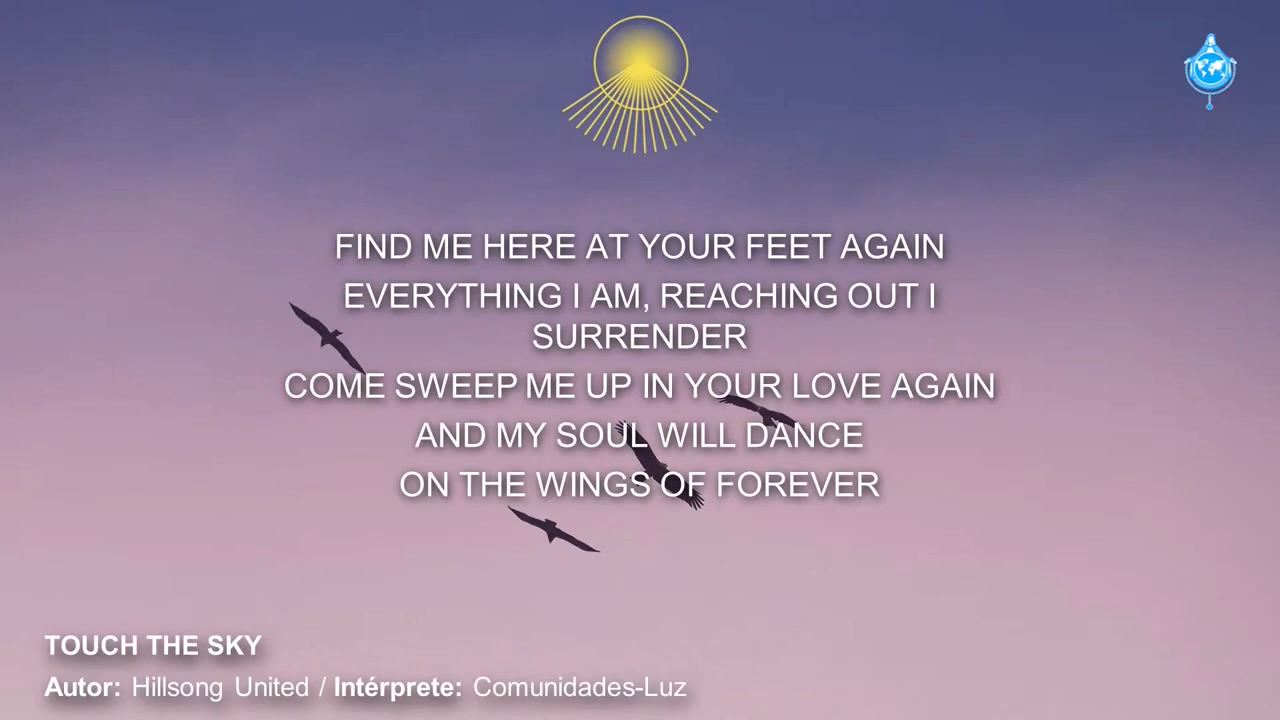 FIND ME HERE AT YOUR FEET AGAIN
EVERYTHING I AM, REACHING OUT I
SURRENDER
COME SWEEP ME UP IN YOUR LOVE AGAIN
AND MY SOUL WILL DANCE
ON THE WINGS OF FOREVER
TOUCH THE SKY
Autor: Hillsong United / Intérprete: Comunidades-Luz